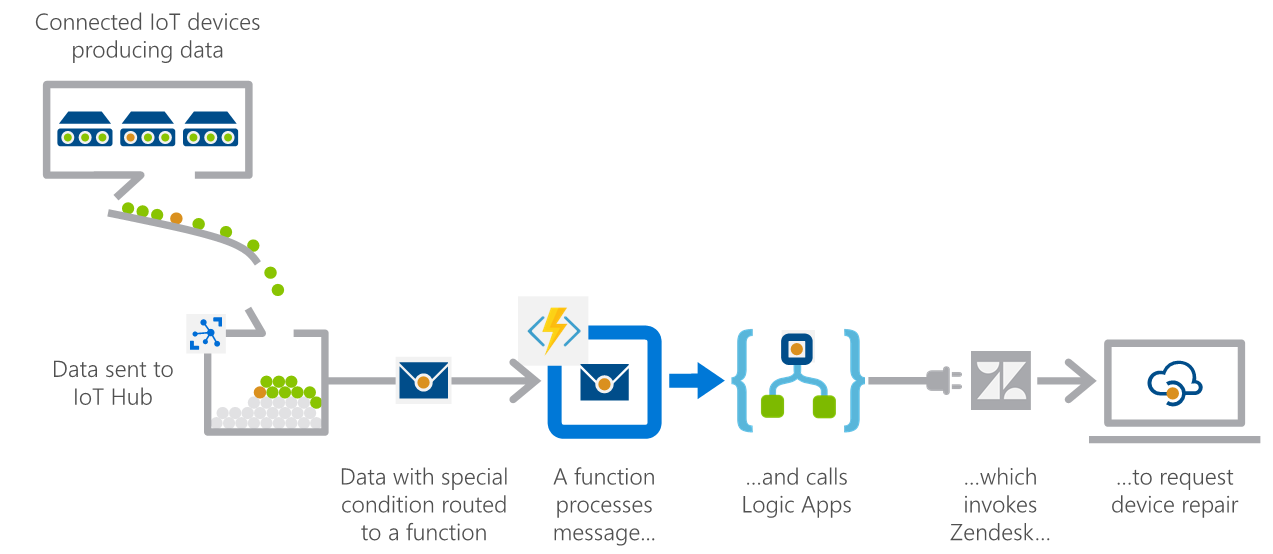 Connected IoT devices
producing data
Data sent to
IoT Hub
Data with special
condition routed
to a function
A function
processes
message...
...and calls
Logic Apps
...which
invokes
Zendesk...
...to request
device repair